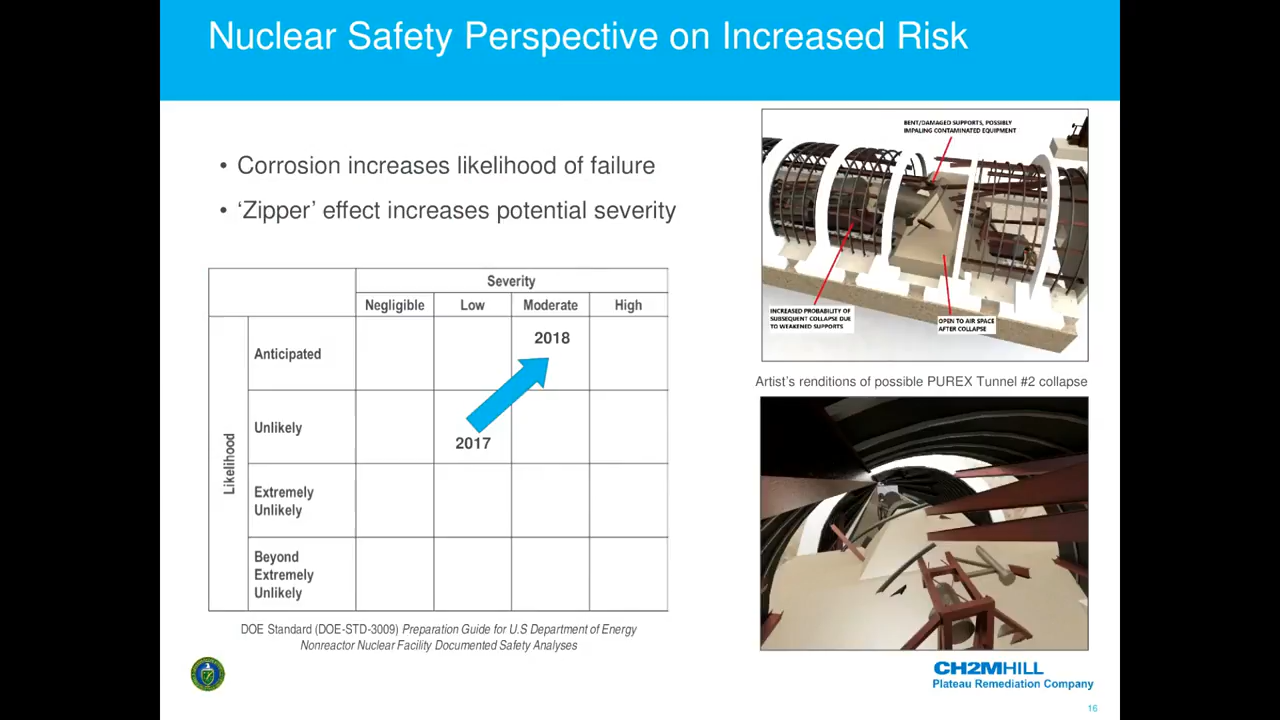 Nuclear Safety Perspective on Increased Risk
• Corrosion increases likelihood of failure
• ‘Zipper’ effect increases potential severity
Severity
Negligible Low Moderate High
Likelihood
Anticipated
2018
Unlikely
2017
Extremely
Unlikely
Beyond
Extremely
Unlikely
DOE Standard (DOE-STD-3009) Preparation Guide for U.S Department of Energy
Nonreactor Nuclear Facility Documented Safety Analyses
BENT/DAMAGED SUPPORTS, POSSIBLY
IMPALING CONTAMINATED EQUIPMENT
INCREASED PROBABILITY OF
SUBSEQUENT COLLAPSE DUE
TO WEAKENED SUPPORTS
OPEN TO AIR SPACE
AFTER COLLAPSE
Artist’s renditions of possible PUREX Tunnel #2 collapse
CH2MHILL
Plateau Remediation Company
16